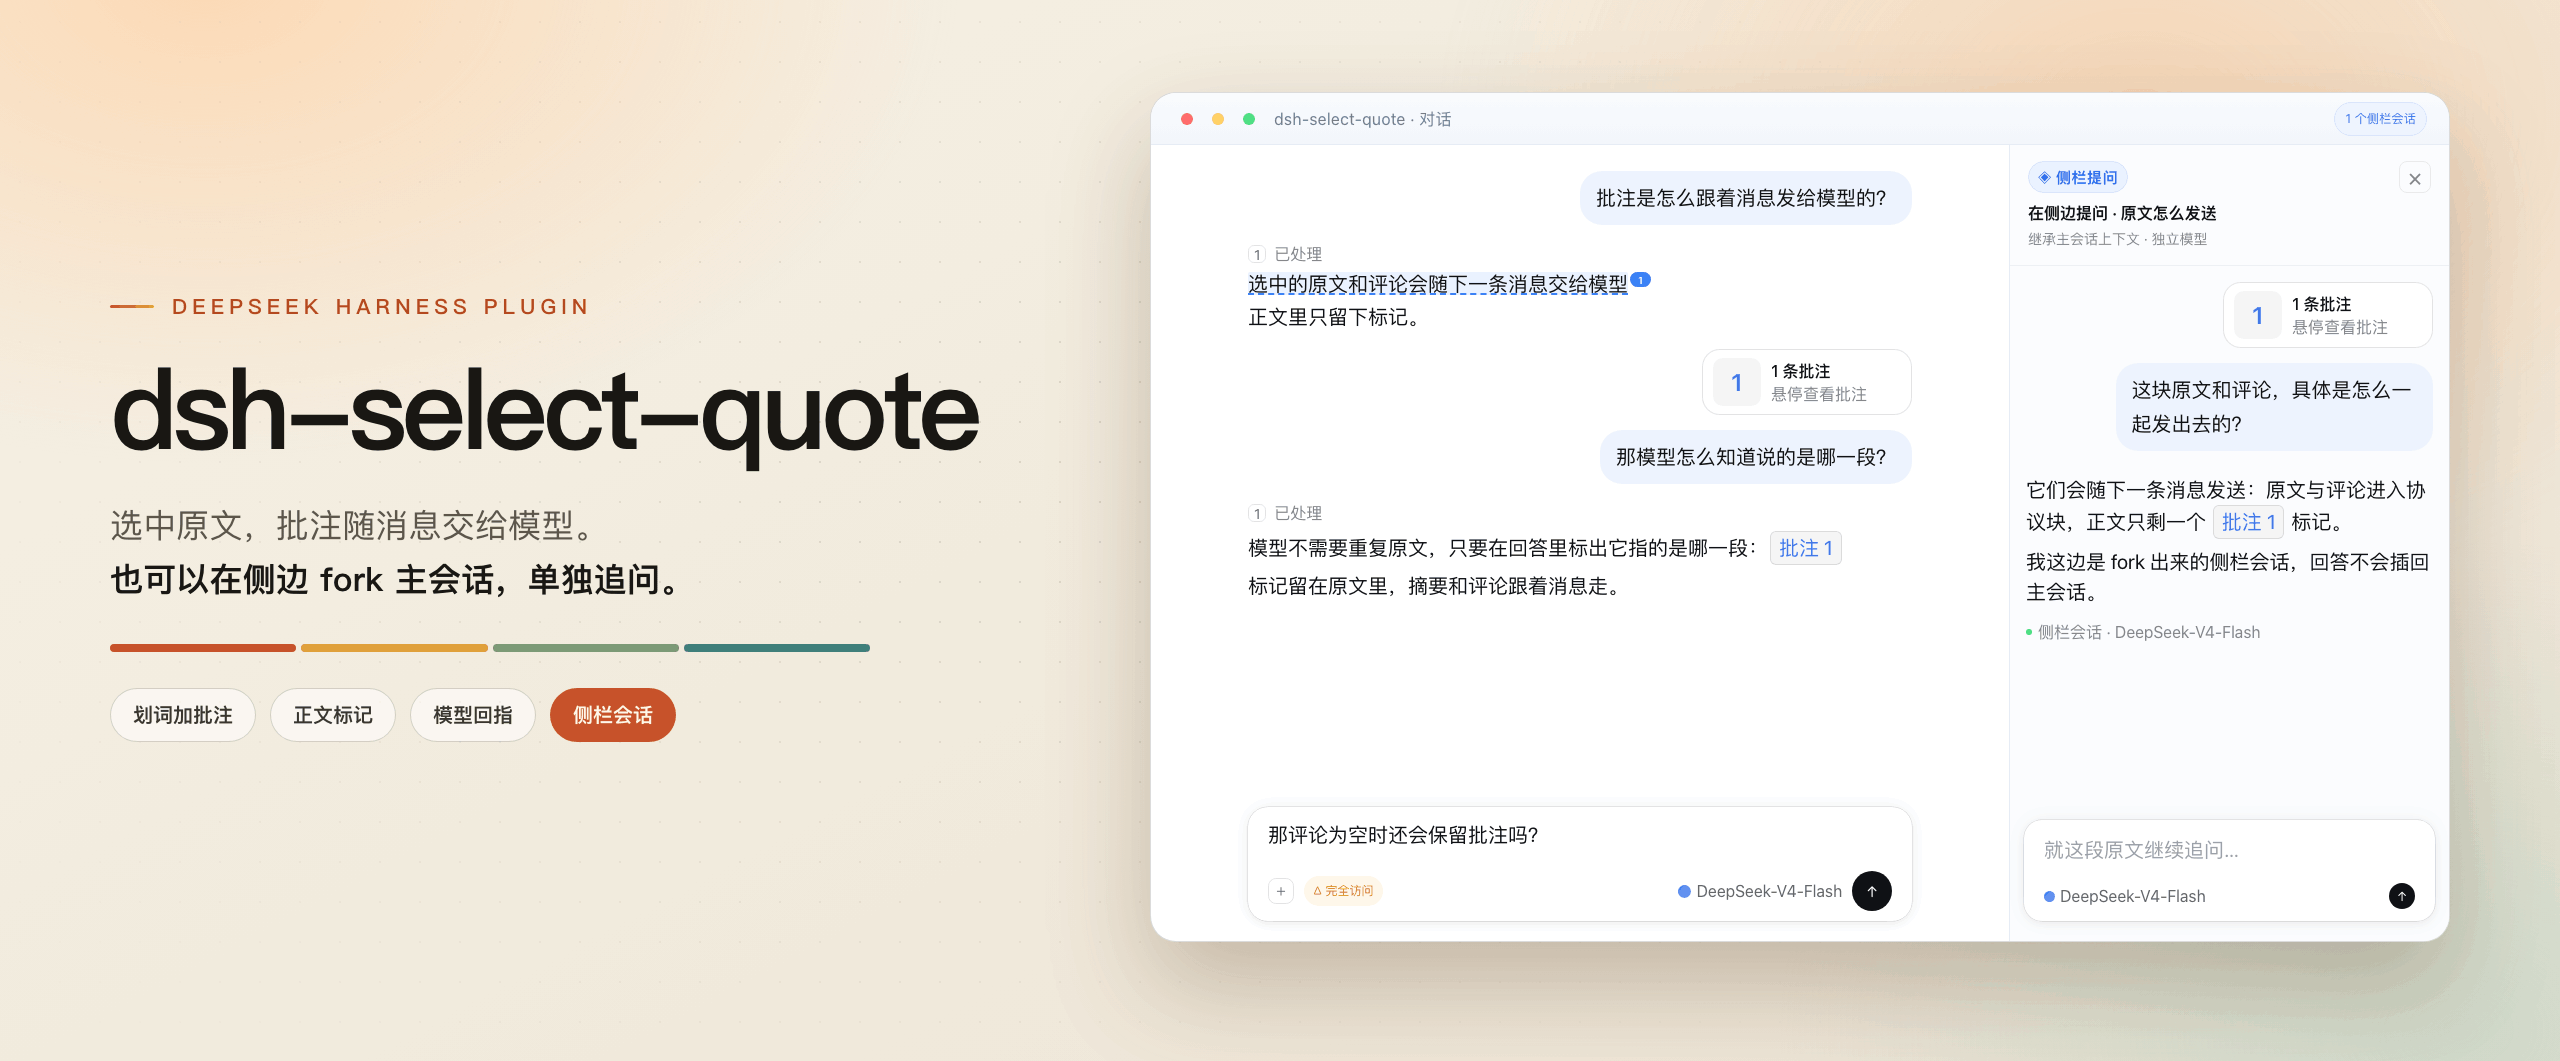 DEEPSEEK HARNESS PLUGIN
dsh-select-quote
选中原文，批注随消息交给模型。
也可以在侧边 fork 主会话，单独追问。
划词加批注
正文标记
模型回指
侧栏会话
dsh-select-quote · 对话
1 个侧栏会话
批注是怎么跟着消息发给模型的？
1 已处理
选中的原文和评论会随下一条消息交给模型 1
正文里只留下标记。
1
1 条批注
悬停查看批注
那模型怎么知道说的是哪一段？
1 已处理
模型不需要重复原文，只要在回答里标出它指的是哪一段： 批注 1
标记留在原文里，摘要和评论跟着消息走。
那评论为空时还会保留批注吗？
+
完全访问
DeepSeek-V4-Flash
↑
◈ 侧栏提问
×
在侧边提问 · 原文怎么发送
继承主会话上下文 · 独立模型
1
1 条批注
悬停查看批注
这块原文和评论，具体是怎么一
起发出去的？
它们会随下一条消息发送：原文与评论进入协
议块，正文只剩一个 批注 1 标记。
我这边是 fork 出来的侧栏会话，回答不会插回
主会话。
侧栏会话 · DeepSeek-V4-Flash
就这段原文继续追问...
DeepSeek-V4-Flash
↑